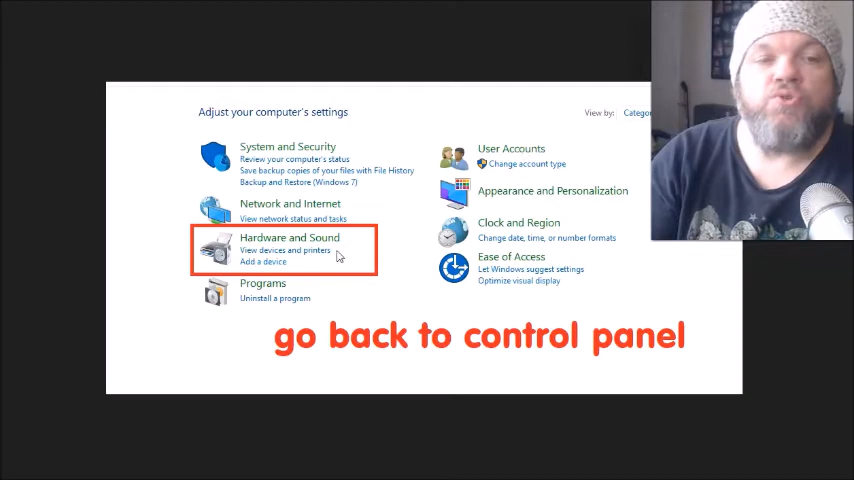 Adjust your computer's settings
View by:
System and Security
Review your computer's status
Save backup copies of your files with File History
Backup and Restore (Windows 7)
Network and Internet
View network status and tasks
Hardware and Sound
View devices and printers
Add a device
Programs
Uninstall a program
User Accounts
Change account type
Appearance and Personalization
Clock and Region
Change date, time, or number formats
Ease of Access
Let Windows suggest settings
Optimize visual display
go back to control panel